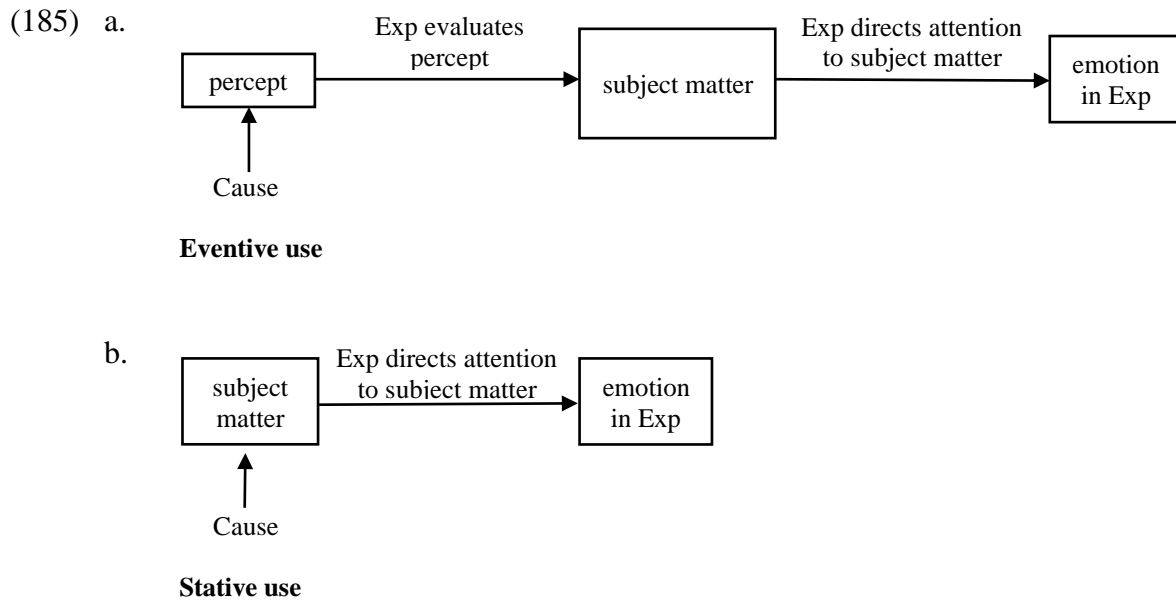 (185) a.
Exp evaluates
percept
Exp directs attention
to subject matter
percept
subject matter
emotion
in Exp
Cause
Eventive use
b.
subject
matter
Exp directs attention
to subject matter
emotion
in Exp
Cause
Stative use